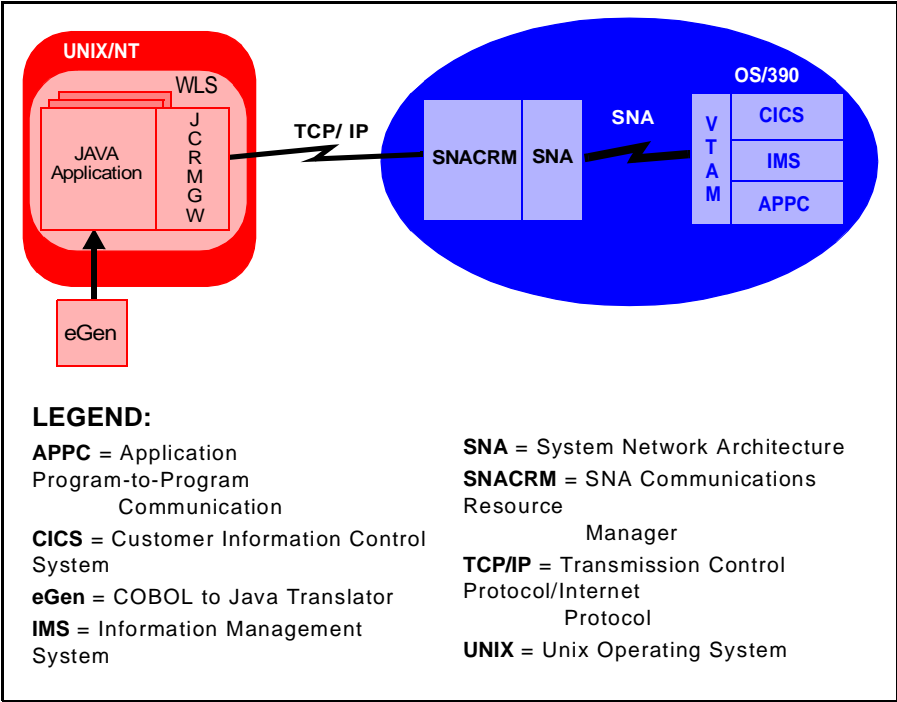 UNIX/NT
WLS
JAVA
Application
J
C
R
M
G
W
TCP/ IP
SNACRM
SNA
SNA
OS/390
V
T
A
M
CICS
IMS
APPC
eGen
LEGEND:
APPC = Application
Program-to-Program
Communication
CICS = Customer Information Control
System
eGen = COBOL to Java Translator
IMS = Information Management
System
SNA = System Network Architecture
SNACRM = SNA Communications
Resource
Manager
TCP/IP = Transmission Control
Protocol/Internet
Protocol
UNIX = Unix Operating System